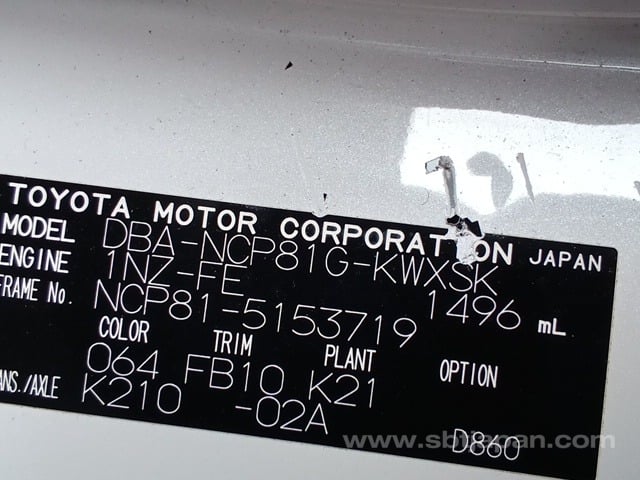 TOYOTA MOTOR CORPORATION JAPAN
MODEL DBA-NCP81G-KWXSK
ENGINE 1NZ-FE 1496 mL
FRAME No. NCP81-5153719
COLOR TRIM PLANT OPTION
064 FB10 K21
ANS./AXLE K210 -02A
D860
www.sbtjapan.com